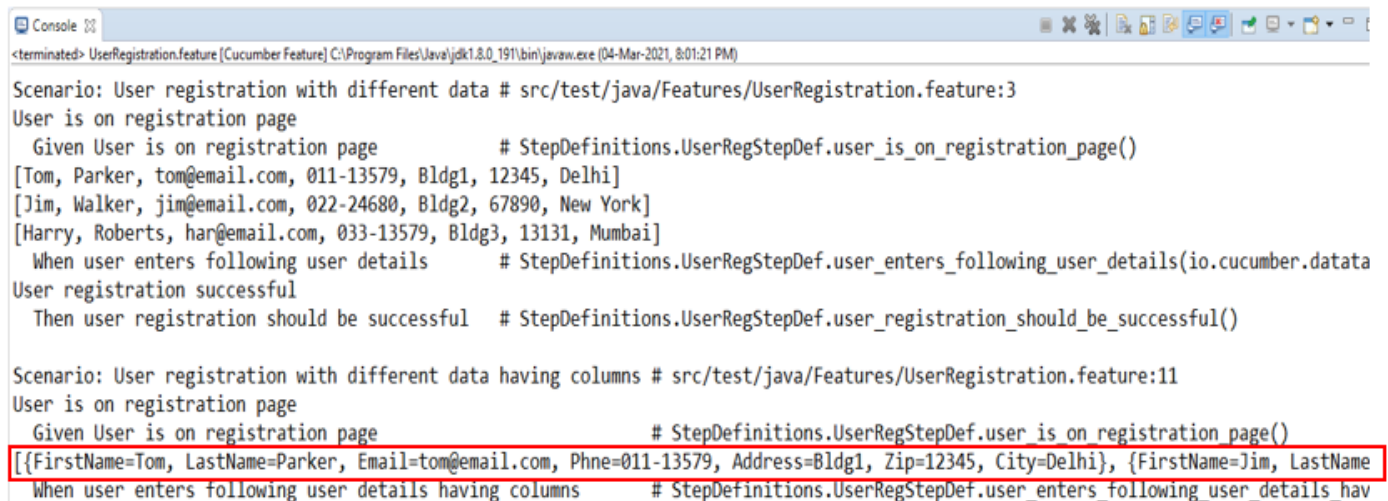 Console
<terminated> UserRegistration.feature [Cucumber Feature] C:\Program Files\Java\jdk1.8.0_191\bin\javaw.exe (04-Mar-2021, 8:01:21 PM)
Scenario: User registration with different data # src/test/java/Features/UserRegistration.feature:3
User is on registration page
Given User is on registration page # StepDefinitions.UserRegStepDef.user_is_on_registration_page()
[Tom, Parker, tom@email.com, 011-13579, Bldg1, 12345, Delhi]
[Jim, Walker, jim@email.com, 022-24680, Bldg2, 67890, New York]
[Harry, Roberts, har@email.com, 033-13579, Bldg3, 13131, Mumbai]
When user enters following user details # StepDefinitions.UserRegStepDef.user_enters_following_user_details(io.cucumber.datata
User registration successful
Then user registration should be successful # StepDefinitions.UserRegStepDef.user_registration_should_be_successful()
Scenario: User registration with different data having columns # src/test/java/Features/UserRegistration.feature:11
User is on registration page
Given User is on registration page # StepDefinitions.UserRegStepDef.user_is_on_registration_page()
[{FirstName=Tom, LastName=Parker, Email=tom@email.com, Phne=011-13579, Address=Bldg1, Zip=12345, City=Delhi}, {FirstName=Jim, LastName
When user enters following user details having columns # StepDefinitions.UserRegStepDef.user_enters_following_user_details_hav